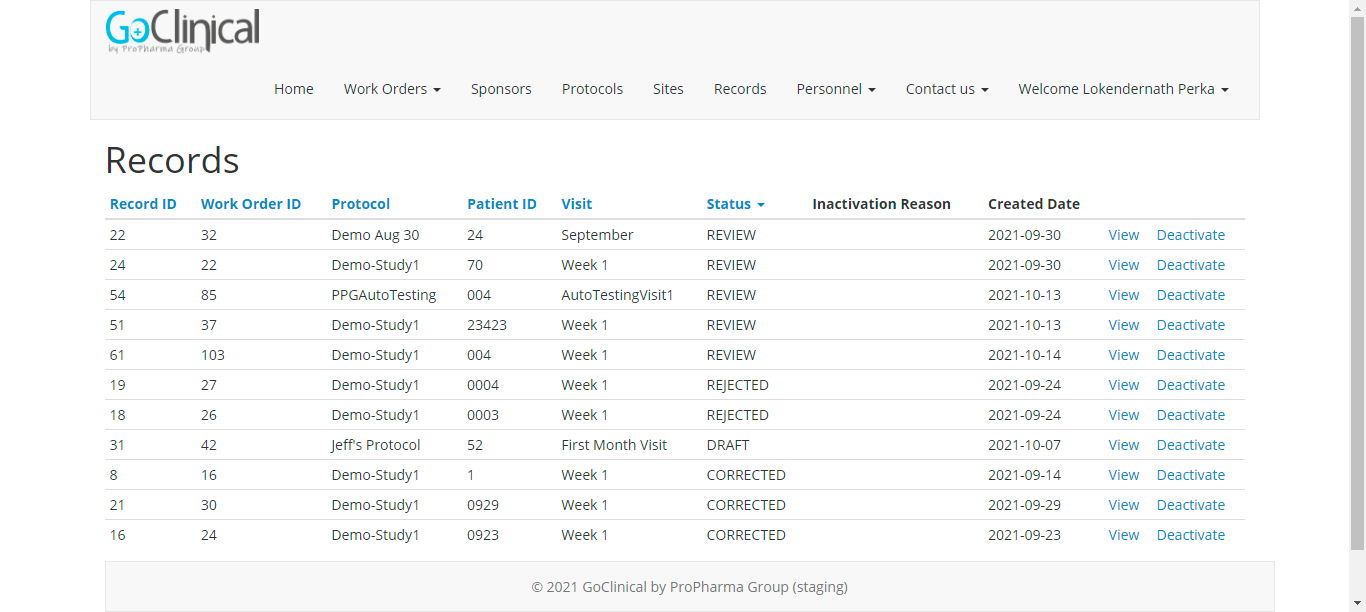 GoClinical
by ProPharma Group
Home Work Orders Sponsors Protocols Sites Records Personnel Contact us Welcome Lokendernath Perka
Records
Record ID Work Order ID Protocol Patient ID Visit Status Inactivation Reason Created Date
22 32 Demo Aug 30 24 September REVIEW 2021-09-30 View Deactivate
24 22 Demo-Study1 70 Week 1 REVIEW 2021-09-30 View Deactivate
54 85 PPGAutoTesting 004 AutoTestingVisit1 REVIEW 2021-10-13 View Deactivate
51 37 Demo-Study1 23423 Week 1 REVIEW 2021-10-13 View Deactivate
61 103 Demo-Study1 004 Week 1 REVIEW 2021-10-14 View Deactivate
19 27 Demo-Study1 0004 Week 1 REJECTED 2021-09-24 View Deactivate
18 26 Demo-Study1 0003 Week 1 REJECTED 2021-09-24 View Deactivate
31 42 Jeff's Protocol 52 First Month Visit DRAFT 2021-10-07 View Deactivate
8 16 Demo-Study1 1 Week 1 CORRECTED 2021-09-14 View Deactivate
21 30 Demo-Study1 0929 Week 1 CORRECTED 2021-09-29 View Deactivate
16 24 Demo-Study1 0923 Week 1 CORRECTED 2021-09-23 View Deactivate
© 2021 GoClinical by ProPharma Group (staging)